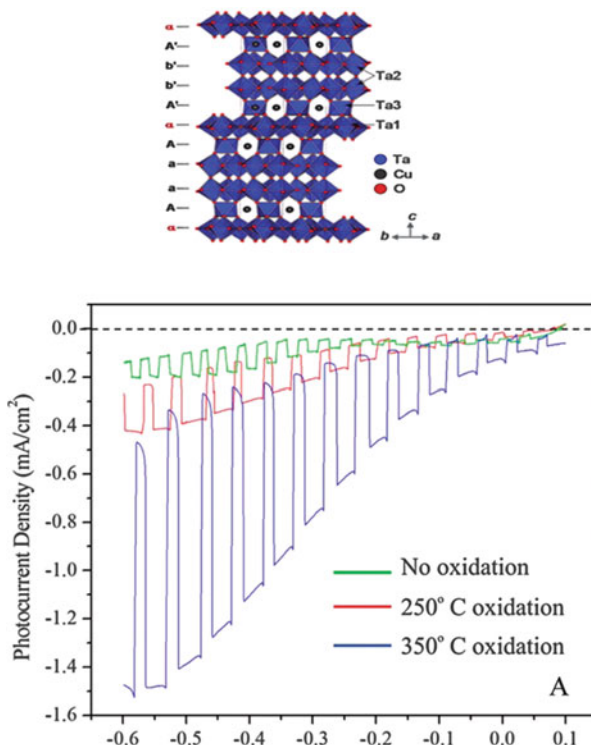 α
A'
b'
b'
A'
α
A
a
a
A
α
Ta2
Ta3
Ta1
Ta
Cu
O
c
b a
Photocurrent Density (mA/cm²)
0.0
-0.2
-0.4
-0.6
-0.8
-1.0
-1.2
-1.4
-1.6
No oxidation
250° C oxidation
350° C oxidation
A
-0.6 -0.5 -0.4 -0.3 -0.2 -0.1 0.0 0.1